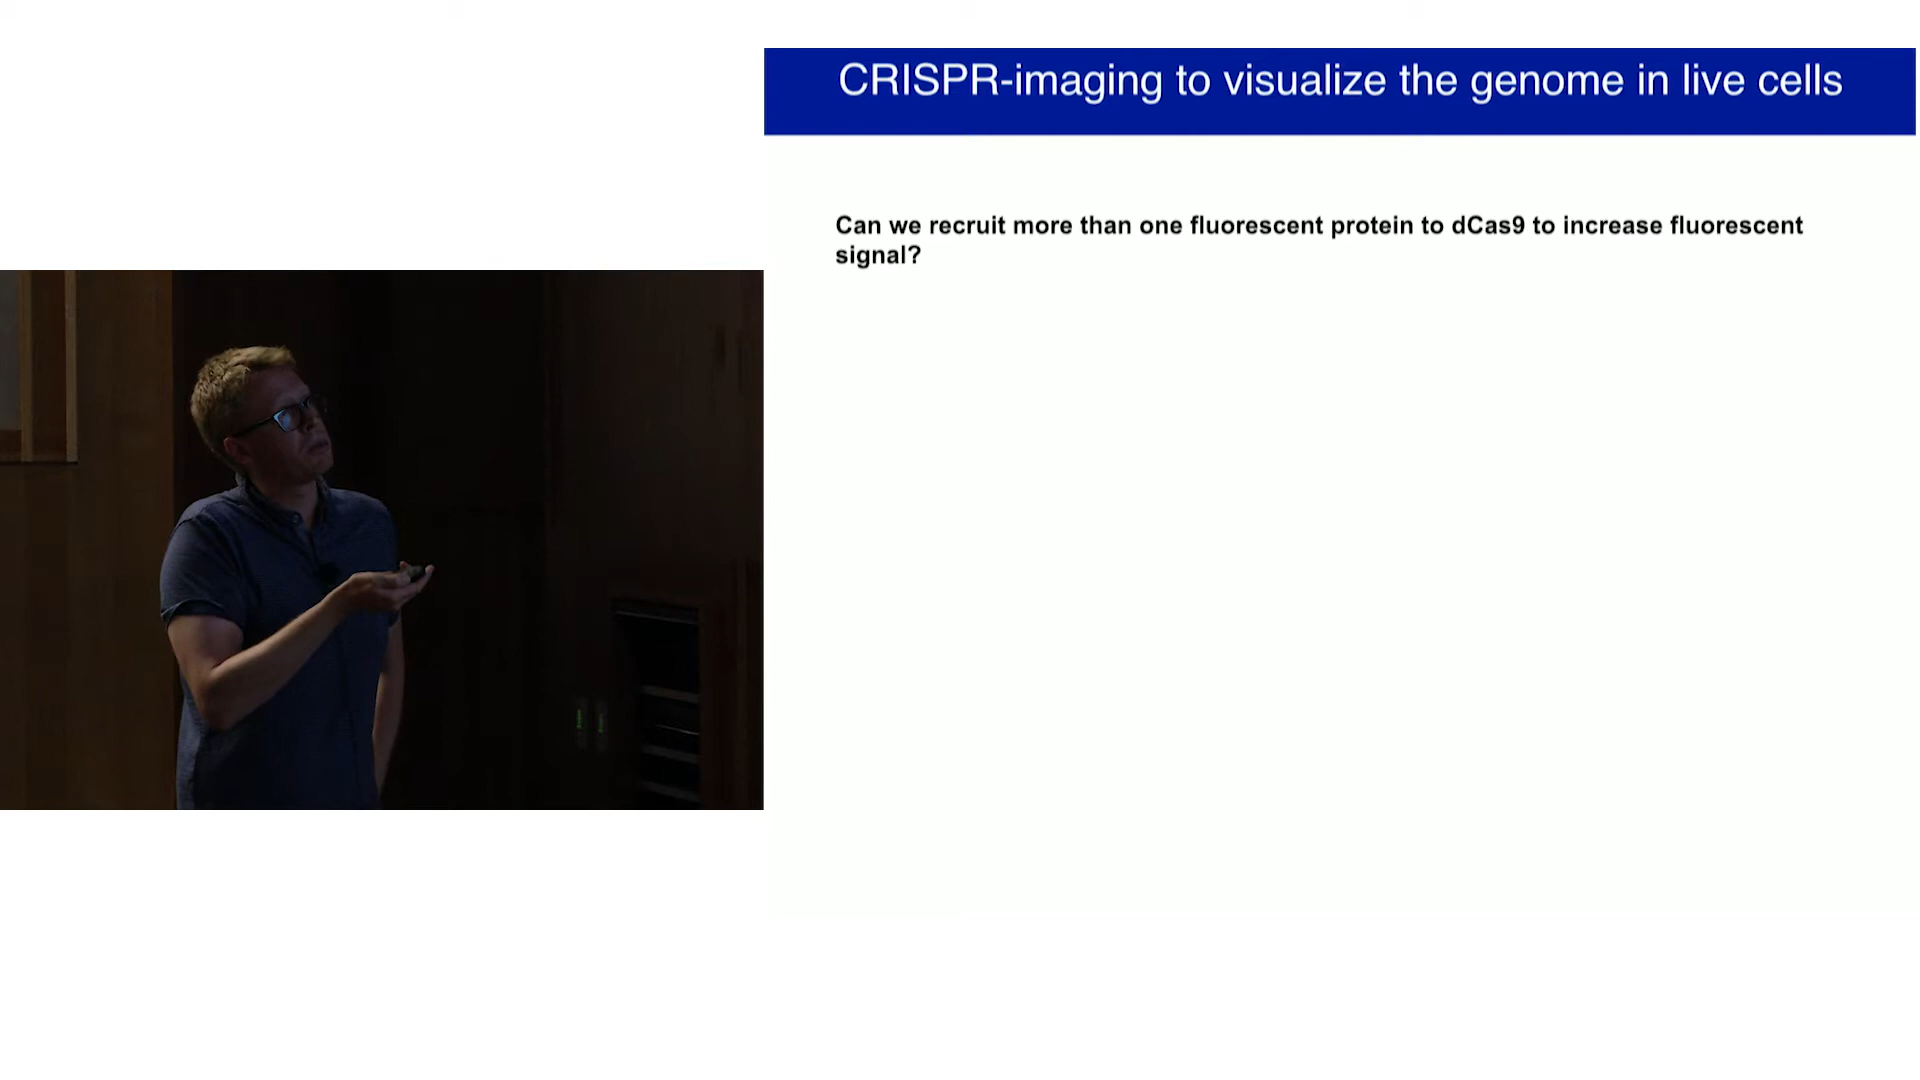 CRISPR-imaging to visualize the genome in live cells
Can we recruit more than one fluorescent protein to dCas9 to increase fluorescent
signal?